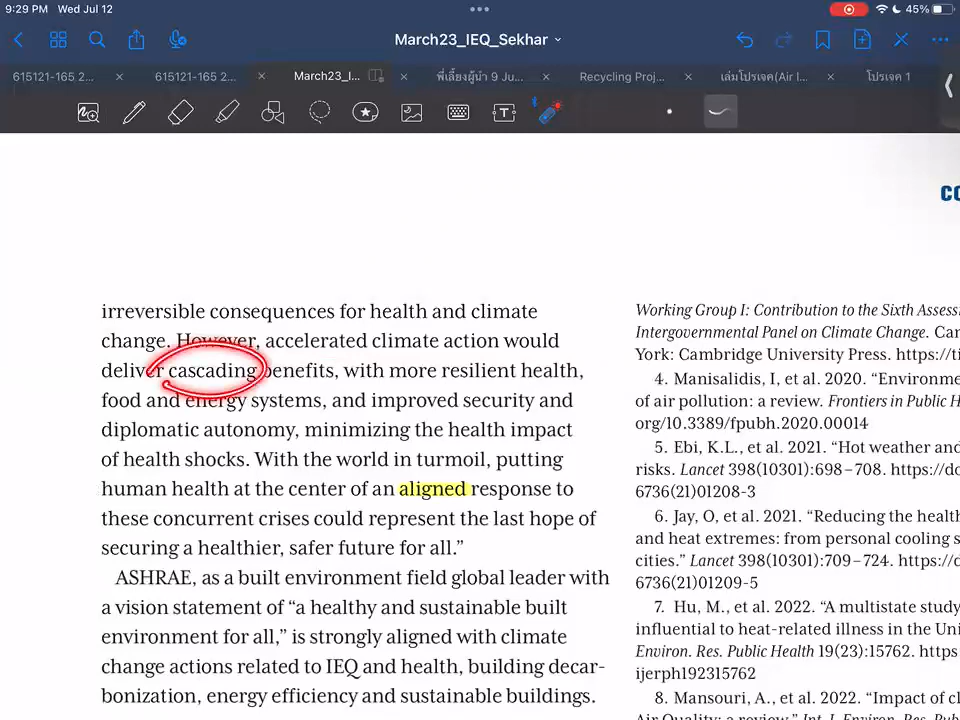 9:29 PM Wed Jul 12
45%
March23_IEQ_Sekhar
615121-165 2...
615121-165 2...
March23_I...
พี่เลี้ยงผู้นำ 9 Ju...
Recycling Proj...
เล่มโปรเจค(Air I...
โปรเจค 1
irreversible consequences for health and climate
change. However, accelerated climate action would
deliver cascading benefits, with more resilient health,
food and energy systems, and improved security and
diplomatic autonomy, minimizing the health impact
of health shocks. With the world in turmoil, putting
human health at the center of an aligned response to
these concurrent crises could represent the last hope of
securing a healthier, safer future for all.”
ASHRAE, as a built environment field global leader with
a vision statement of “a healthy and sustainable built
environment for all,” is strongly aligned with climate
change actions related to IEQ and health, building decar-
bonization, energy efficiency and sustainable buildings.
CO
Working Group I: Contribution to the Sixth Assess
Intergovernmental Panel on Climate Change. Cam
York: Cambridge University Press. https://ti
4. Manisalidis, I, et al. 2020. “Environme
of air pollution: a review. Frontiers in Public H
org/10.3389/fpubh.2020.00014
5. Ebi, K.L., et al. 2021. “Hot weather and
risks. Lancet 398(10301):698–708. https://do
6736(21)01208-3
6. Jay, O, et al. 2021. “Reducing the health
and heat extremes: from personal cooling s
cities.” Lancet 398(10301):709–724. https://d
6736(21)01209-5
7. Hu, M., et al. 2022. “A multistate study
influential to heat-related illness in the Uni
Environ. Res. Public Health 19(23):15762. https:
ijerph192315762
8. Mansouri, A., et al. 2022. “Impact of cl
Air Quality: a review.” Int. J. Environ. Res. Pub